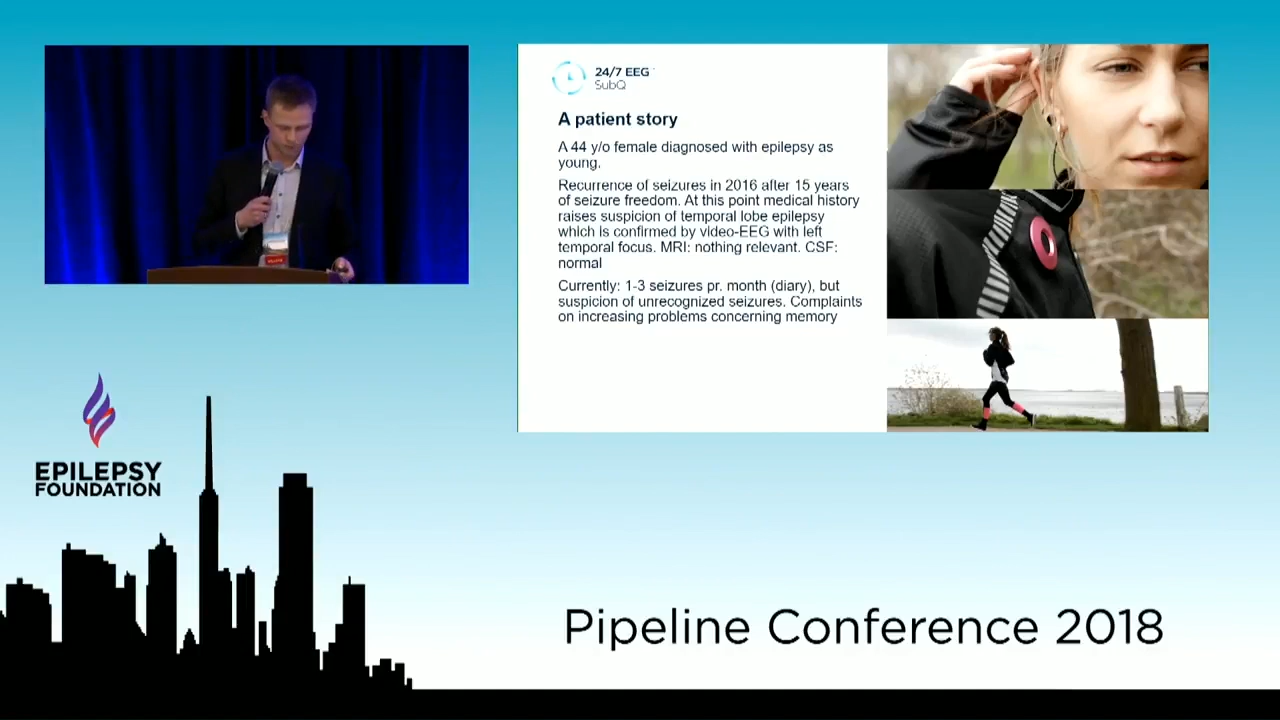 24/7 EEG
SubQ
A patient story
A 44 y/o female diagnosed with epilepsy as
young.
Recurrence of seizures in 2016 after 15 years
of seizure freedom. At this point medical history
raises suspicion of temporal lobe epilepsy
which is confirmed by video-EEG with left
temporal focus. MRI: nothing relevant. CSF:
normal
Currently: 1-3 seizures pr. month (diary), but
suspicion of unrecognized seizures. Complaints
on increasing problems concerning memory
EPILEPSY
FOUNDATION
Pipeline Conference 2018